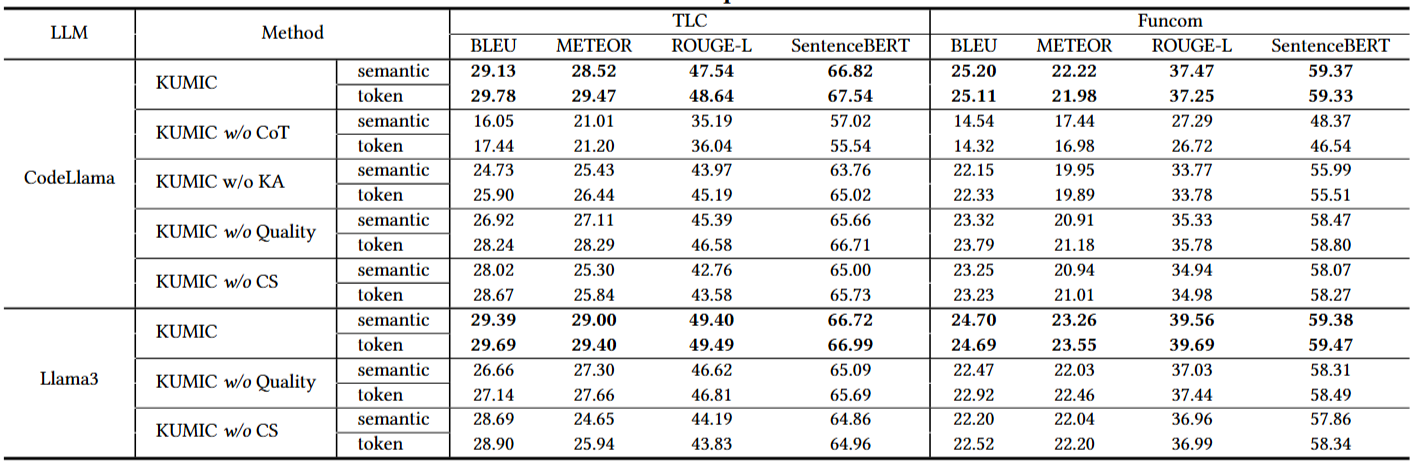 LLM Method TLC Funcom
BLEU METEOR ROUGE-L SentenceBERT BLEU METEOR ROUGE-L SentenceBERT
CodeLlama KUMIC semantic 29.13 28.52 47.54 66.82 25.20 22.22 37.47 59.37
token 29.78 29.47 48.64 67.54 25.11 21.98 37.25 59.33
KUMIC w/o CoT semantic 16.05 21.01 35.19 57.02 14.54 17.44 27.29 48.37
token 17.44 21.20 36.04 55.54 14.32 16.98 26.72 46.54
KUMIC w/o KA semantic 24.73 25.43 43.97 63.76 22.15 19.95 33.77 55.99
token 25.90 26.44 45.19 65.02 22.33 19.89 33.78 55.51
KUMIC w/o Quality semantic 26.92 27.11 45.39 65.66 23.32 20.91 35.33 58.47
token 28.24 28.29 46.58 66.71 23.79 21.18 35.78 58.80
KUMIC w/o CS semantic 28.02 25.30 42.76 65.00 23.25 20.94 34.94 58.07
token 28.67 25.84 43.58 65.73 23.23 21.01 34.98 58.27
Llama3 KUMIC semantic 29.39 29.00 49.40 66.72 24.70 23.26 39.56 59.38
token 29.69 29.40 49.49 66.99 24.69 23.55 39.69 59.47
KUMIC w/o Quality semantic 26.66 27.30 46.62 65.09 22.47 22.03 37.03 58.31
token 27.14 27.66 46.81 65.69 22.92 22.46 37.44 58.49
KUMIC w/o CS semantic 28.69 24.65 44.19 64.86 22.20 22.04 36.96 57.86
token 28.90 25.94 43.83 64.96 22.52 22.20 36.99 58.34